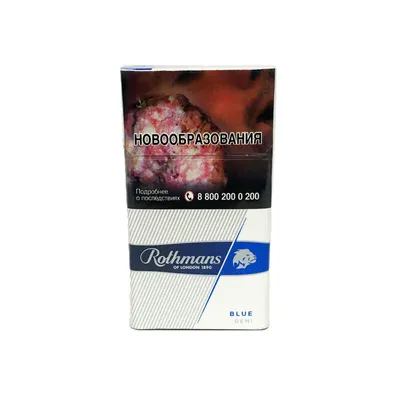 НОВООБРАЗОВАНИЯ
Подробнее
о последствиях 8 800 200 0 200
Rothmans
OF LONDON 1890
BLUE
DEMI